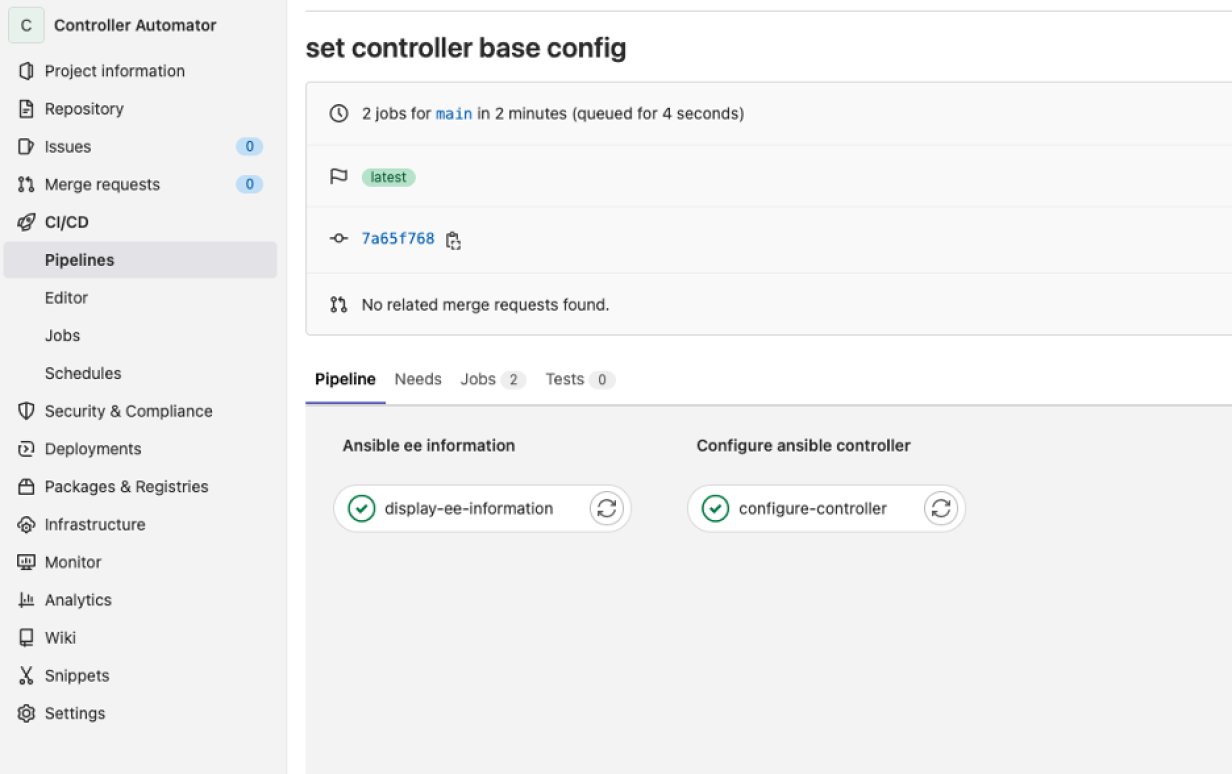 C Controller Automator
Project information
Repository
Issues 0
Merge requests 0
CI/CD
Pipelines
Editor
Jobs
Schedules
Security & Compliance
Deployments
Packages & Registries
Infrastructure
Monitor
Analytics
Wiki
Snippets
Settings
set controller base config
2 jobs for main in 2 minutes (queued for 4 seconds)
latest
7a65f768
No related merge requests found.
Pipeline Needs Jobs 2 Tests 0
Ansible ee information
display-ee-information
Configure ansible controller
configure-controller